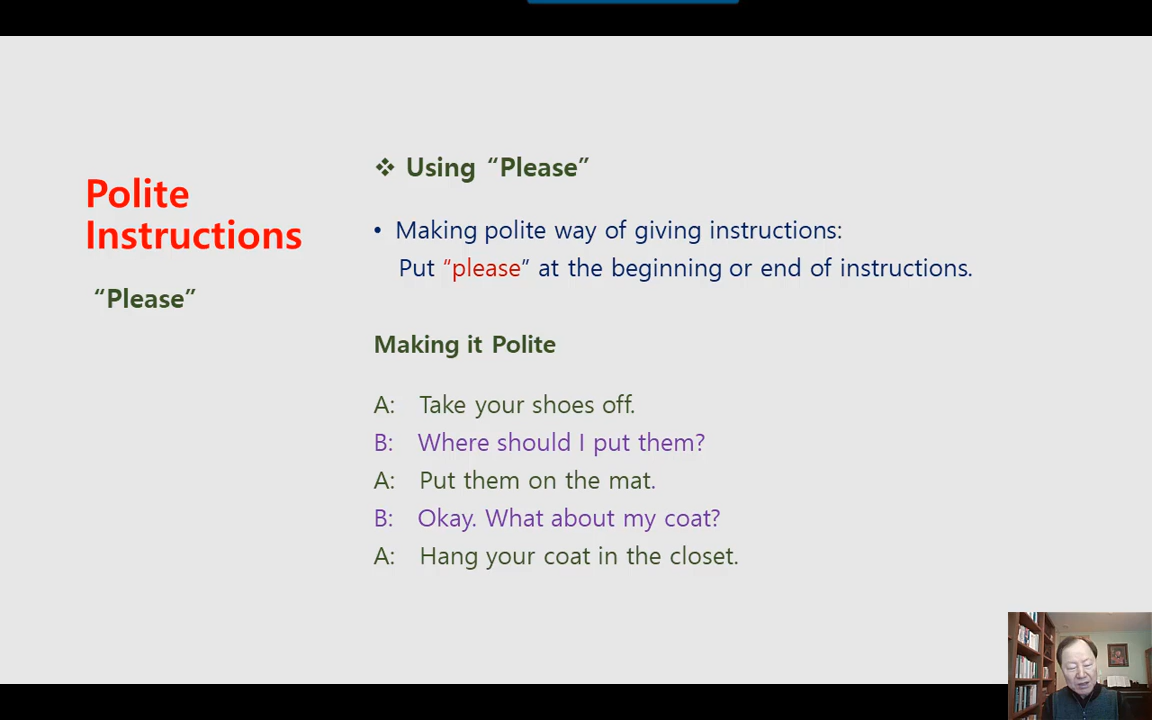 Polite
Instructions
“Please”
❖ Using “Please”
• Making polite way of giving instructions:
Put “please” at the beginning or end of instructions.
Making it Polite
A: Take your shoes off.
B: Where should I put them?
A: Put them on the mat.
B: Okay. What about my coat?
A: Hang your coat in the closet.